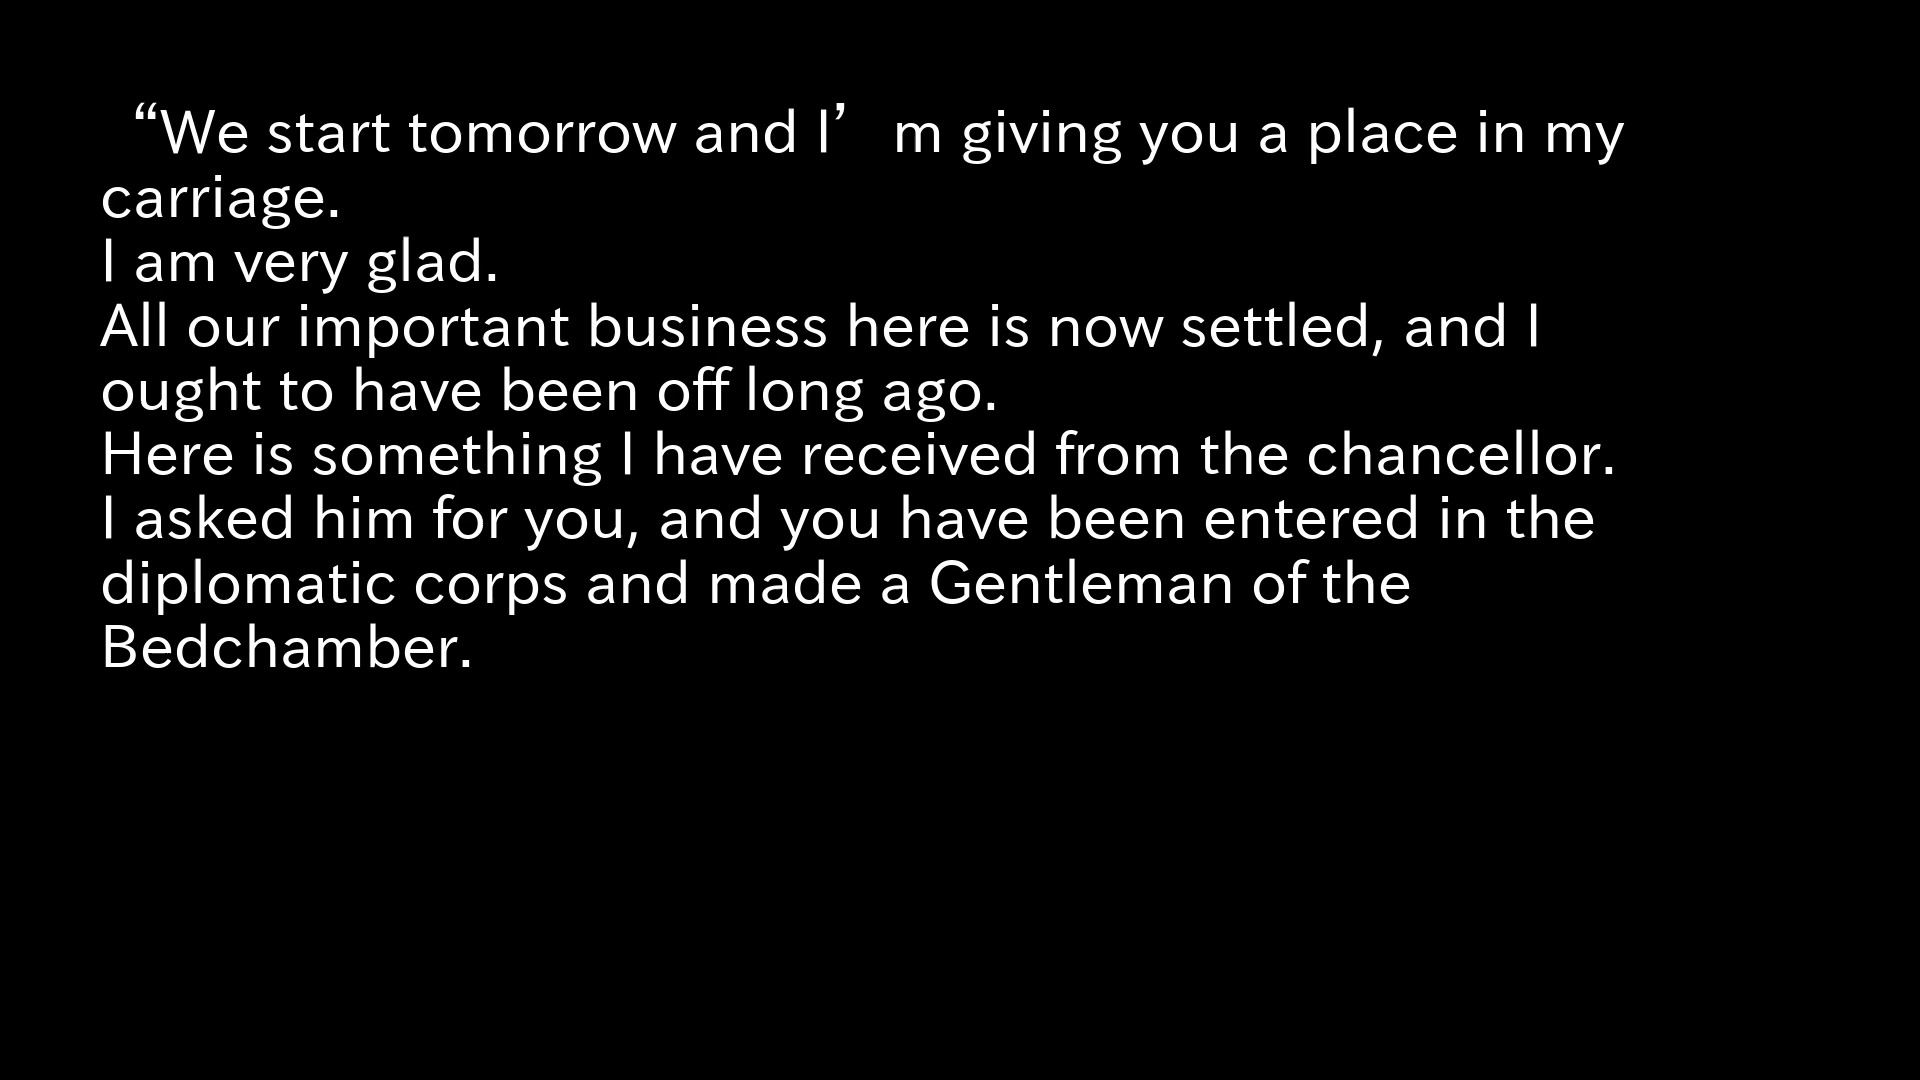 “We start tomorrow and I’m giving you a place in my
carriage.
I am very glad.
All our important business here is now settled, and I
ought to have been off long ago.
Here is something I have received from the chancellor.
I asked him for you, and you have been entered in the
diplomatic corps and made a Gentleman of the
Bedchamber.